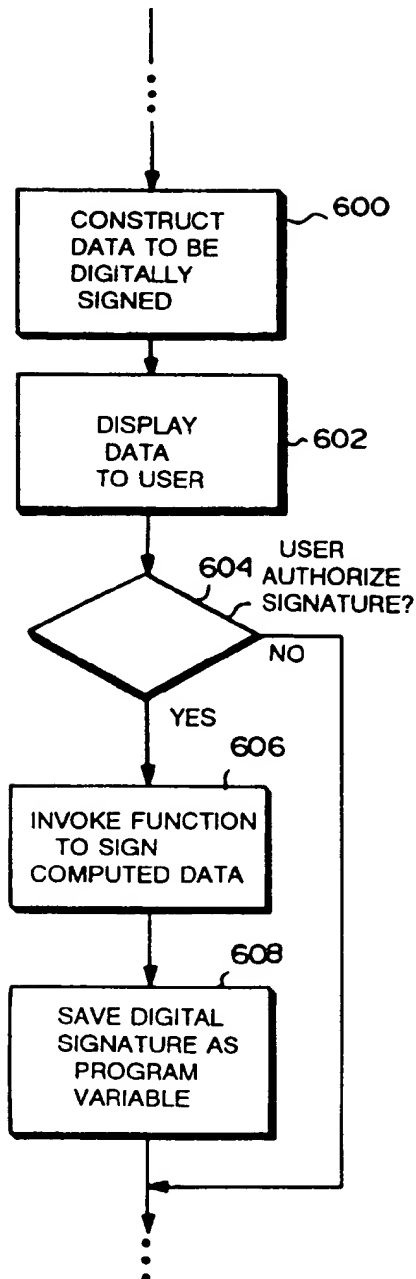 CONSTRUCT
DATA TO BE
DIGITALLY
SIGNED
600
DISPLAY
DATA
TO USER
602
604
USER
AUTHORIZE
SIGNATURE?
NO
YES
606
INVOKE FUNCTION
TO SIGN
COMPUTED DATA
608
SAVE DIGITAL
SIGNATURE AS
PROGRAM
VARIABLE